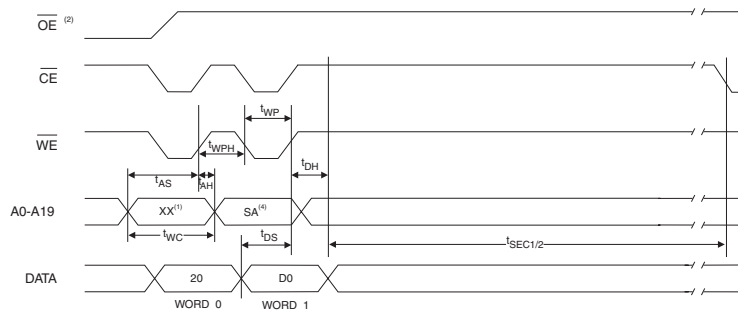 OE (2)
CE
tWP
WE
tWPH
tDH
tAS
tAH
A0-A19
XX(1)
SA(4)
tWC
tDS
tSEC1/2
DATA
20
D0
WORD 0
WORD 1